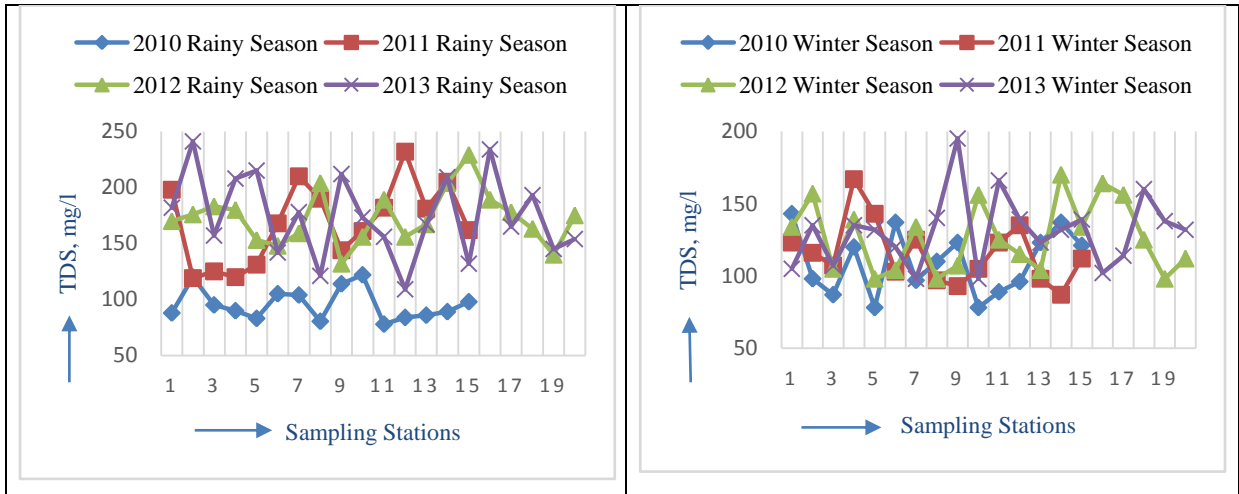 2010 Rainy Season 2011 Rainy Season
2012 Rainy Season 2013 Rainy Season
250
200
150
100
50
TDS, mg/l
1 3 5 7 9 11 13 15 17 19
Sampling Stations
2010 Winter Season 2011 Winter Season
2012 Winter Season 2013 Winter Season
200
150
100
50
TDS, mg/l
1 3 5 7 9 11 13 15 17 19
Sampling Stations